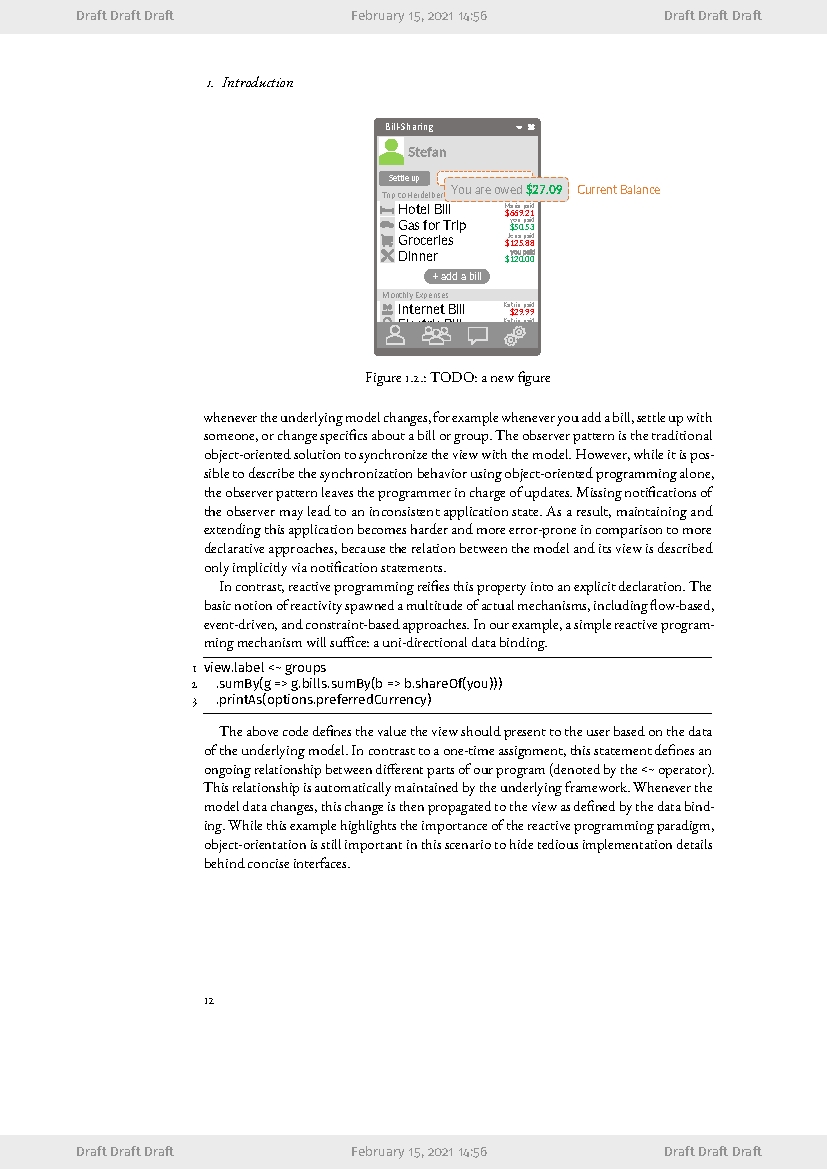 Draft Draft Draft February 15, 2021 14:56 Draft Draft Draft
1. Introduction
Bill-Sharing
Stefan
Settle up
You are owed $27.09 Current Balance
Trip to Heidelber
Hotel Bill Maria paid $669.21
Gas for Trip you paid $50.53
Groceries Jona paid $125.88
Dinner you paid $120.00
+ add a bill
Monthly Expenses
Internet Bill Katrin paid $29.99
Katrin paid
Figure 1.2.: TODO: a new figure
whenever the underlying model changes, for example whenever you add a bill, settle up with
someone, or change specifics about a bill or group. The observer pattern is the traditional
object-oriented solution to synchronize the view with the model. However, while it is pos-
sible to describe the synchronization behavior using object-oriented programming alone,
the observer pattern leaves the programmer in charge of updates. Missing notifications of
the observer may lead to an inconsistent application state. As a result, maintaining and
extending this application becomes harder and more error-prone in comparison to more
declarative approaches, because the relation between the model and its view is described
only implicitly via notification statements.
In contrast, reactive programming reifies this property into an explicit declaration. The
basic notion of reactivity spawned a multitude of actual mechanisms, including flow-based,
event-driven, and constraint-based approaches. In our example, a simple reactive program-
ming mechanism will suffice: a uni-directional data binding.
1 view.label <~ groups
2 .sumBy(g => g.bills.sumBy(b => b.shareOf(you)))
3 .printAs(options.preferredCurrency)
The above code defines the value the view should present to the user based on the data
of the underlying model. In contrast to a one-time assignment, this statement defines an
ongoing relationship between different parts of our program (denoted by the <~ operator).
This relationship is automatically maintained by the underlying framework. Whenever the
model data changes, this change is then propagated to the view as defined by the data bind-
ing. While this example highlights the importance of the reactive programming paradigm,
object-orientation is still important in this scenario to hide tedious implementation details
behind concise interfaces.
12
Draft Draft Draft February 15, 2021 14:56 Draft Draft Draft